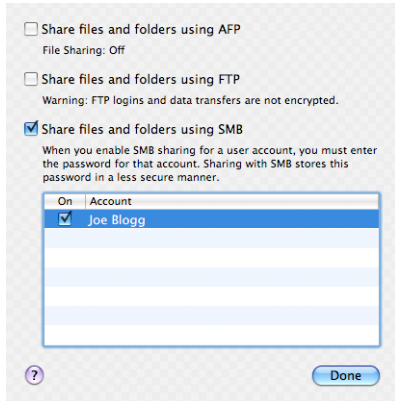 Share files and folders using AFP
File Sharing: Off
Share files and folders using FTP
Warning: FTP logins and data transfers are not encrypted.
Share files and folders using SMB
When you enable SMB sharing for a user account, you must enter
the password for that account. Sharing with SMB stores this
password in a less secure manner.
On Account
Joe Blogg
? Done